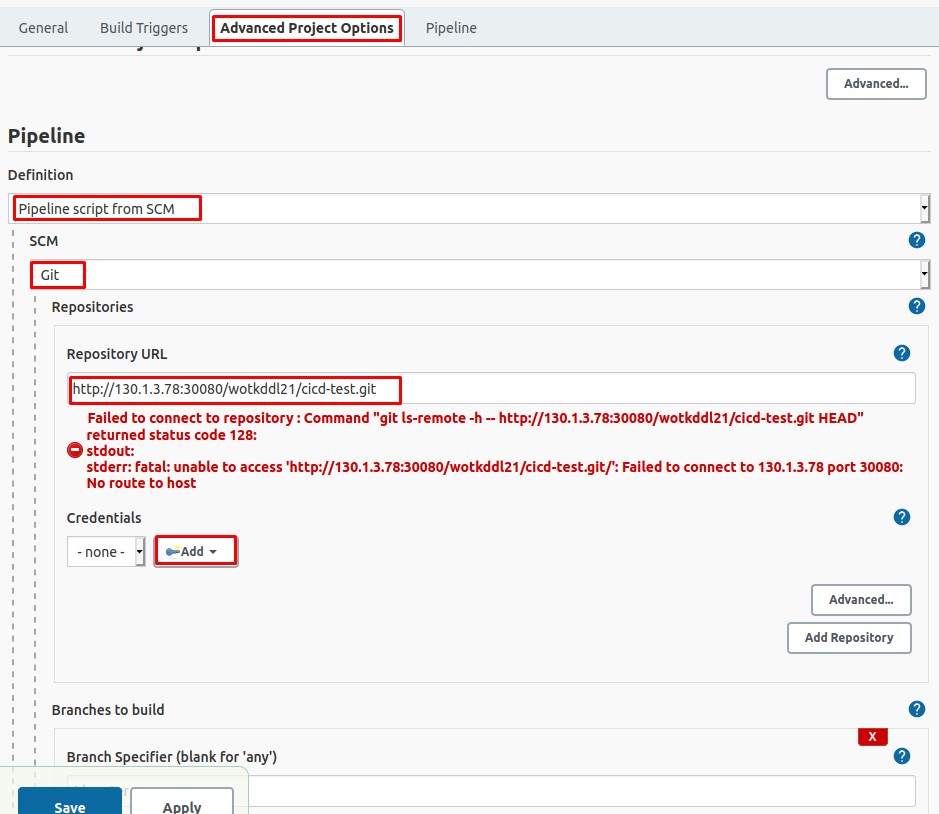 General Build Triggers Advanced Project Options Pipeline
Advanced...
Pipeline
Definition
Pipeline script from SCM
SCM
?
Git
Repositories
?
Repository URL
?
http://130.1.3.78:30080/wotkddl21/cicd-test.git
Failed to connect to repository : Command "git ls-remote -h -- http://130.1.3.78:30080/wotkddl21/cicd-test.git HEAD"
returned status code 128:
stdout:
stderr: fatal: unable to access 'http://130.1.3.78:30080/wotkddl21/cicd-test.git/': Failed to connect to 130.1.3.78 port 30080:
No route to host
Credentials
?
- none - Add
Advanced...
Add Repository
Branches to build
?
X
Branch Specifier (blank for 'any')
?
Save Apply